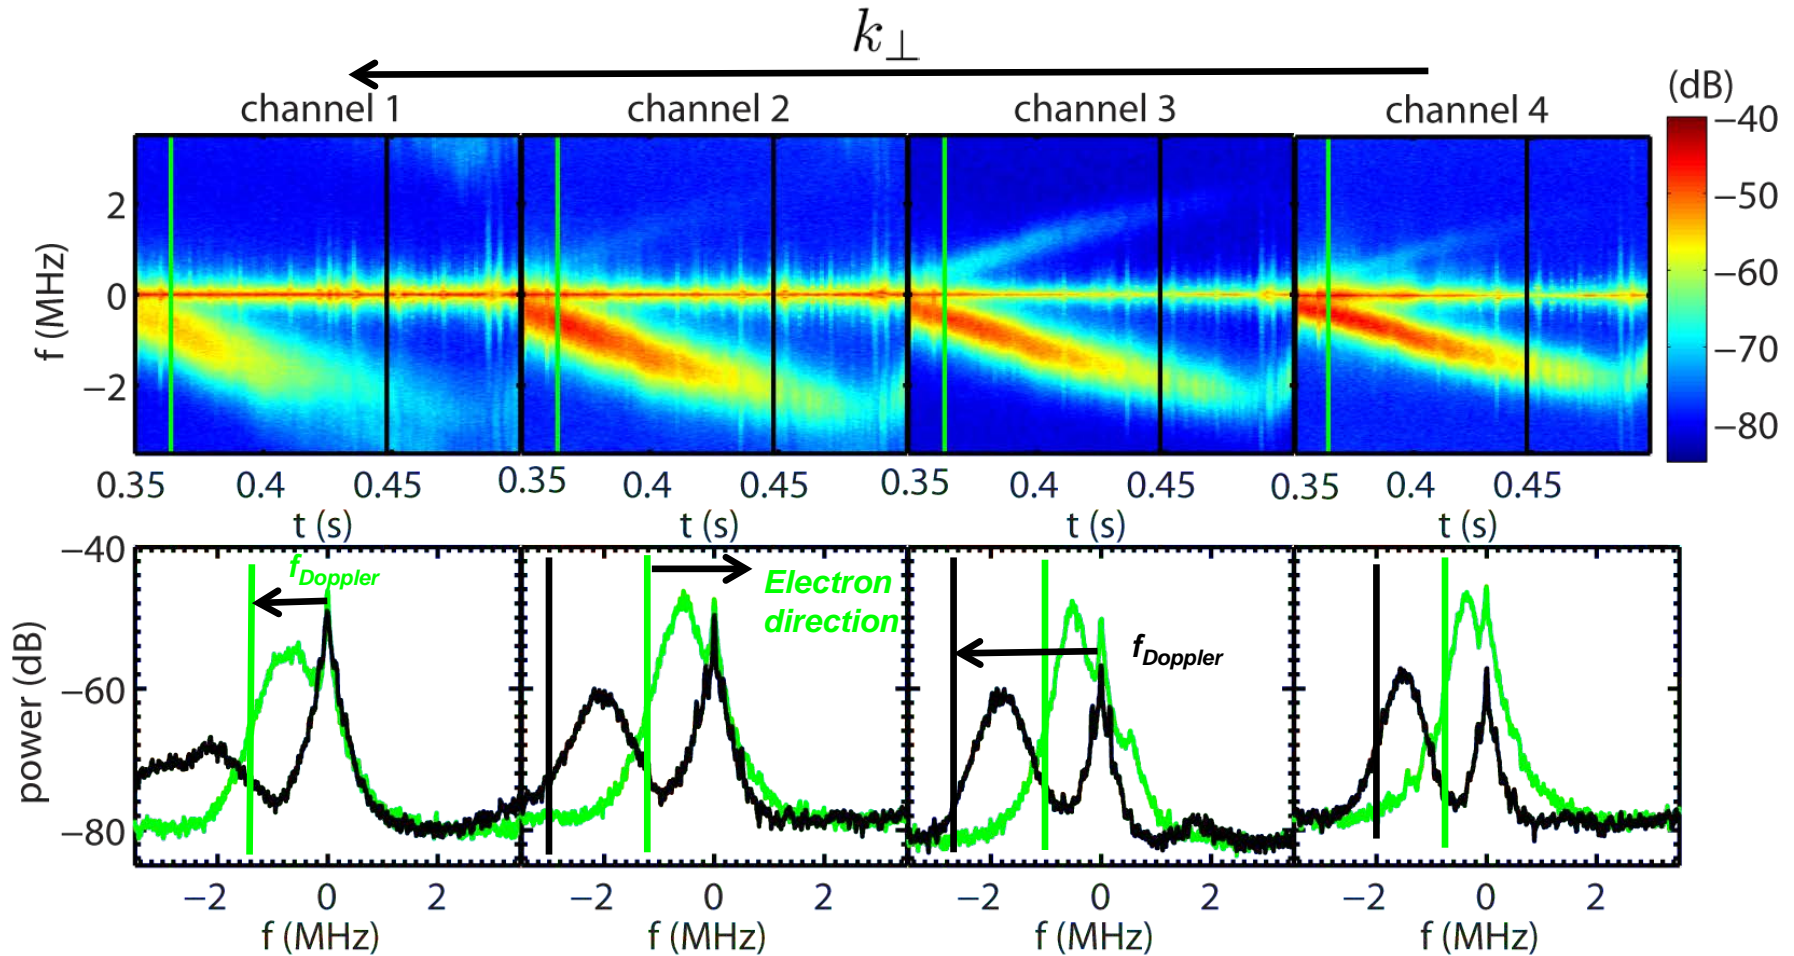 k⊥
channel 1 channel 2 channel 3 channel 4
(dB)
−40
−50
−60
−70
−80
f (MHz)
2
0
−2
0.35 0.4 0.45 0.35 0.4 0.45 0.35 0.4 0.45 0.35 0.4 0.45
t (s) t (s) t (s) t (s)
power (dB)
−40
−60
−80
fDoppler
Electron
direction
fDoppler
−2 0 2 −2 0 2 −2 0 2 −2 0 2
f (MHz) f (MHz) f (MHz) f (MHz)